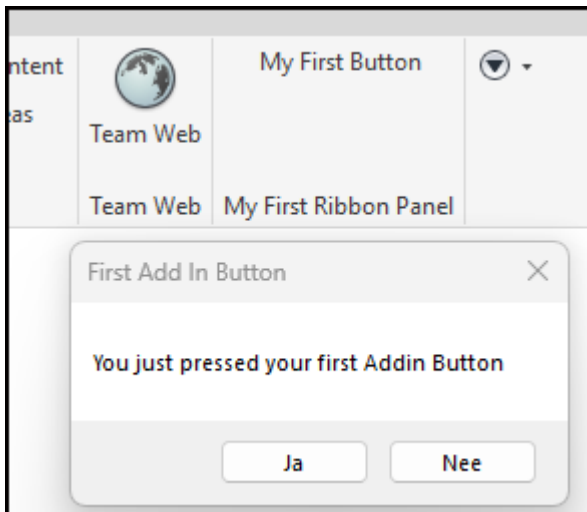 ntent
eas
Team Web
Team Web
My First Button
My First Ribbon Panel
First Add In Button
You just pressed your first Addin Button
Ja
Nee